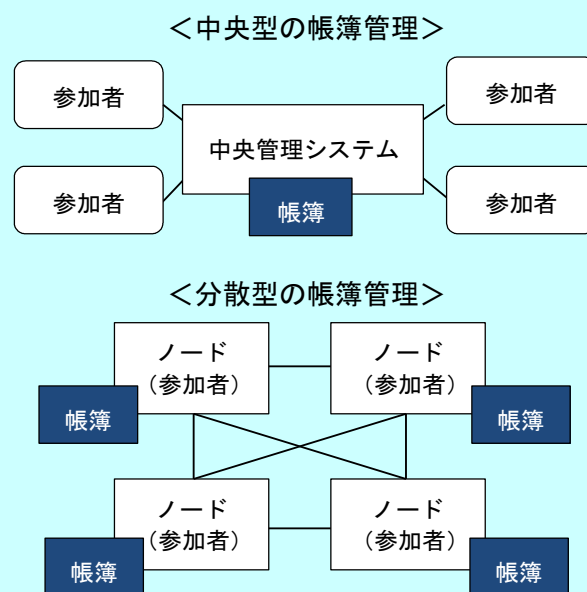 ＜中央型の帳簿管理＞
参加者
参加者
中央管理システム
参加者
参加者
帳簿
＜分散型の帳簿管理＞
ノード
（参加者）
ノード
（参加者）
帳簿
帳簿
ノード
（参加者）
ノード
（参加者）
帳簿
帳簿